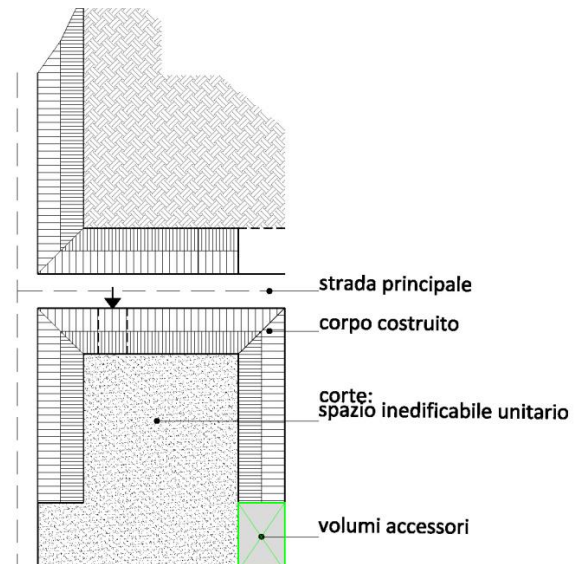 strada principale
corpo costruito
corte:
spazio inedificabile unitario
volumi accessori